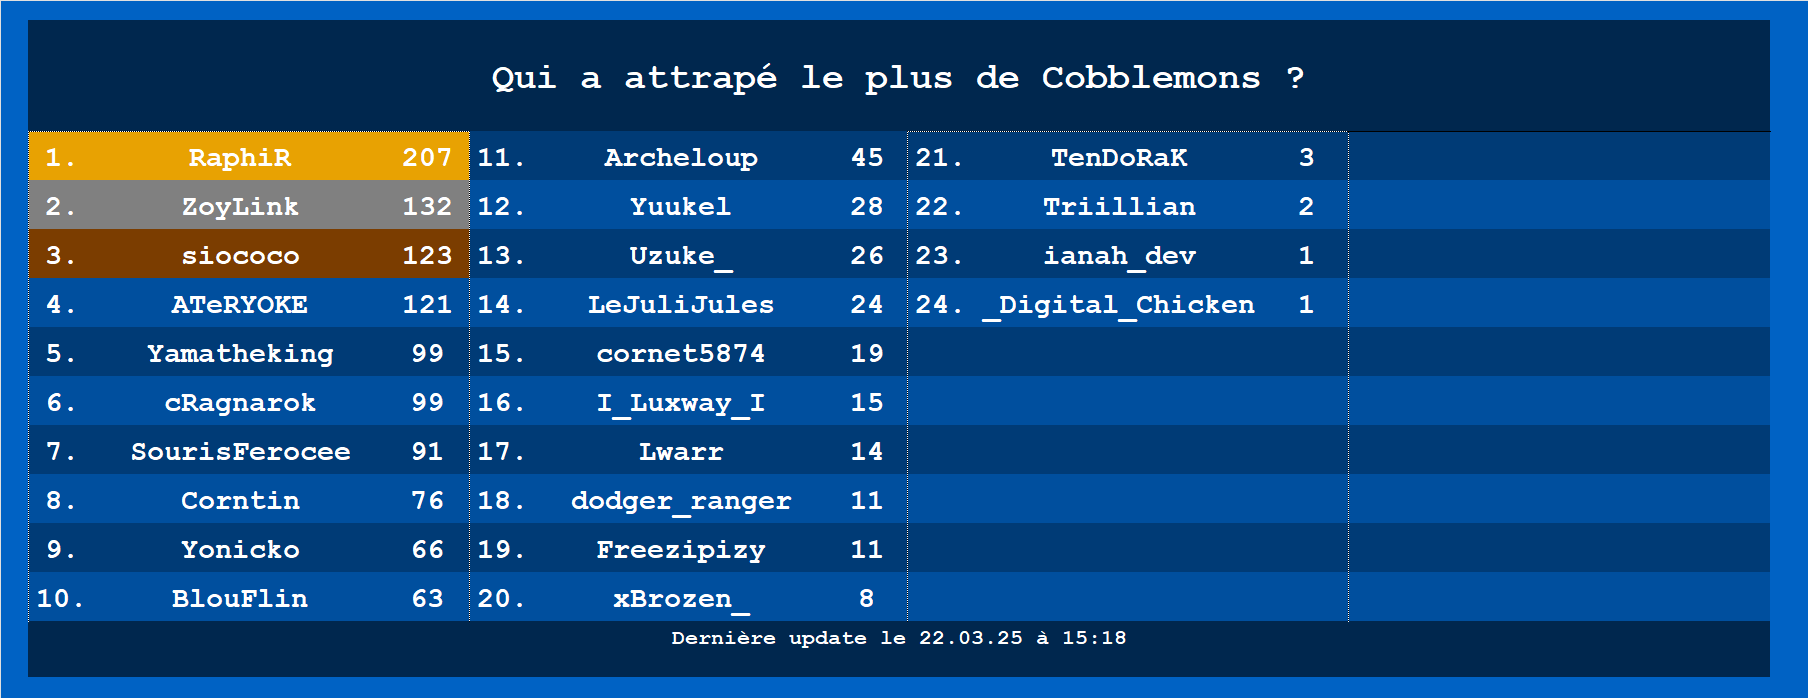 Qui a attrapé le plus de Cobblemons ?
1. RaphiR 207
2. ZoyLink 132
3. siococo 123
4. ATeRYOKE 121
5. Yamatheking 99
6. cRagnarok 99
7. SourisFerocee 91
8. Corntin 76
9. Yonicko 66
10. BlouFlin 63
11. Archeloup 45
12. Yuukel 28
13. Uzuke_ 26
14. LeJuliJules 24
15. cornet5874 19
16. I_Luxway_I 15
17. Lwarr 14
18. dodger_ranger 11
19. Freezipizy 11
20. xBrozen_ 8
21. TenDoRaK 3
22. Triillian 2
23. ianah_dev 1
24. _Digital_Chicken 1
Dernière update le 22.03.25 à 15:18